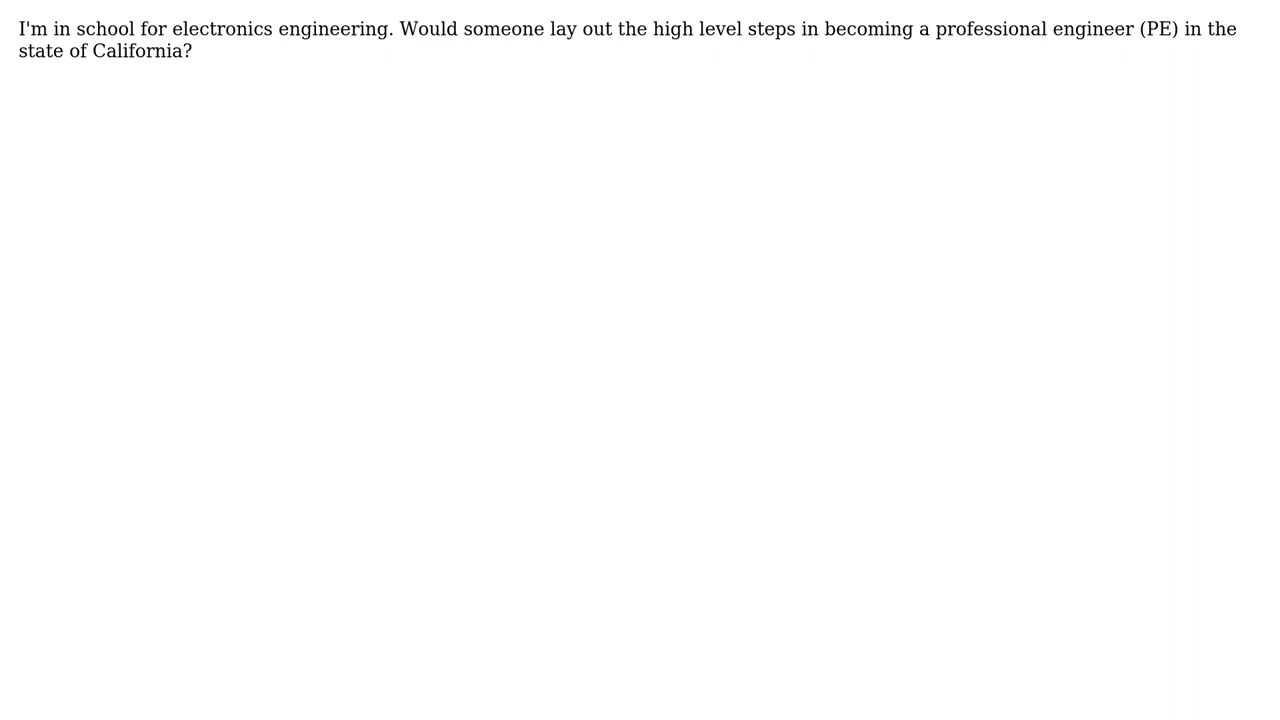 I'm in school for electronics engineering. Would someone lay out the high level steps in becoming a professional engineer (PE) in the
state of California?